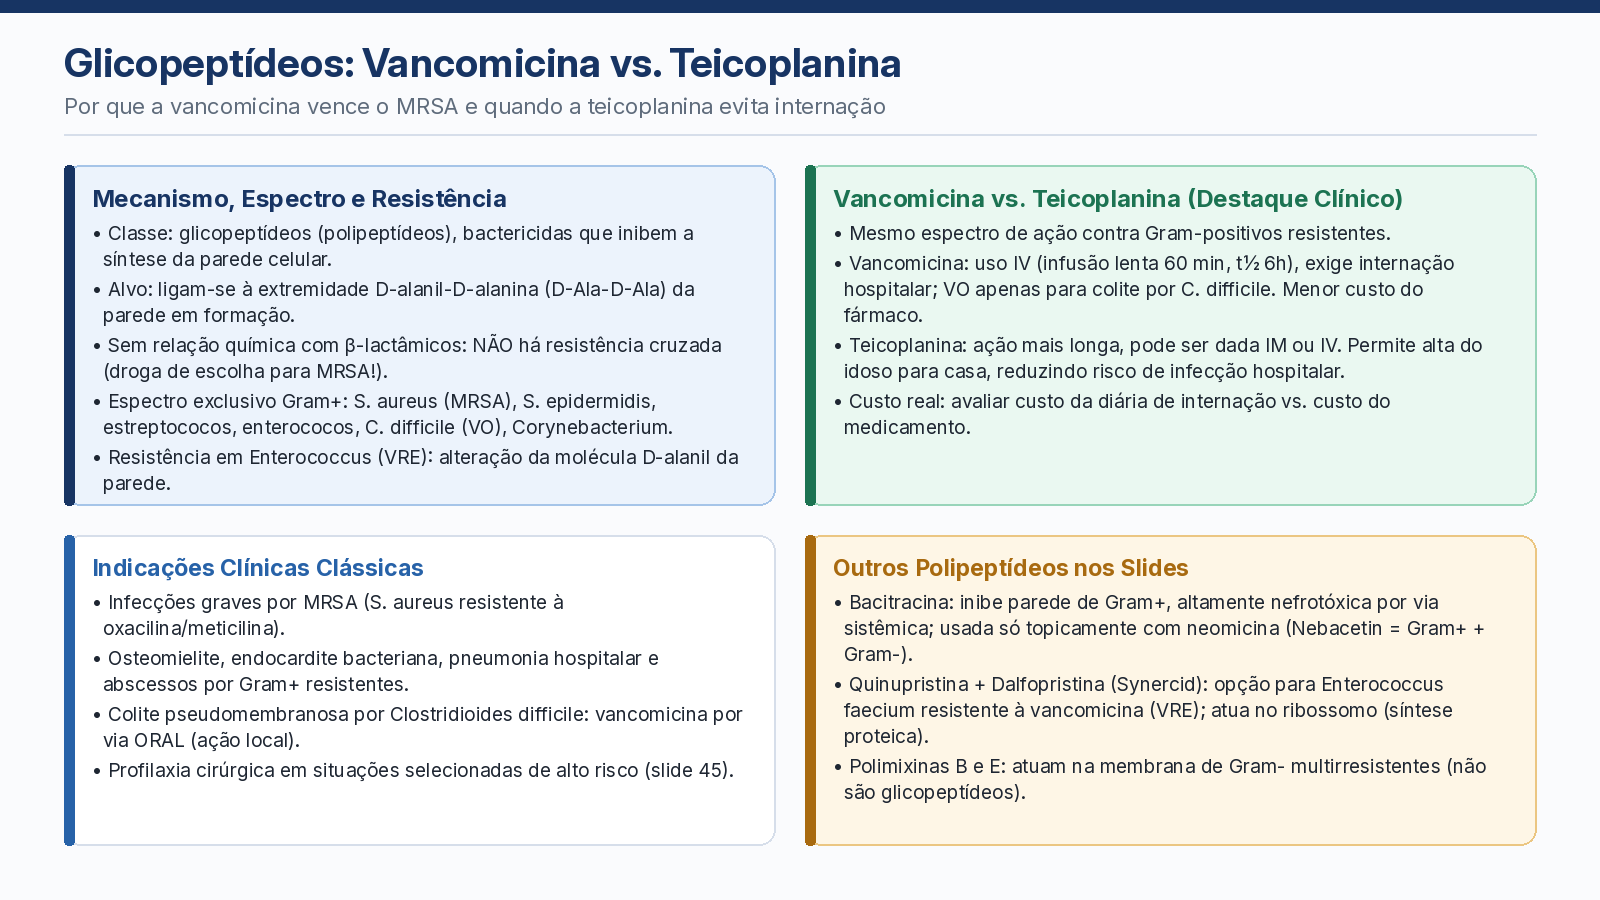 Glicopeptídeos: Vancomicina vs. Teicoplanina
Por que a vancomicina vence o MRSA e quando a teicoplanina evita internação
Mecanismo, Espectro e Resistência
• Classe: glicopeptídeos (polipeptídeos), bactericidas que inibem a
síntese da parede celular.
• Alvo: ligam-se à extremidade D-alanil-D-alanina (D-Ala-D-Ala) da
parede em formação.
• Sem relação química com β-lactâmicos: NÃO há resistência cruzada
(droga de escolha para MRSA!).
• Espectro exclusivo Gram+: S. aureus (MRSA), S. epidermidis,
estreptococos, enterococos, C. difficile (VO), Corynebacterium.
• Resistência em Enterococcus (VRE): alteração da molécula D-alanil da
parede.
Vancomicina vs. Teicoplanina (Destaque Clínico)
• Mesmo espectro de ação contra Gram-positivos resistentes.
• Vancomicina: uso IV (infusão lenta 60 min, t½ 6h), exige internação
hospitalar; VO apenas para colite por C. difficile. Menor custo do
fármaco.
• Teicoplanina: ação mais longa, pode ser dada IM ou IV. Permite alta do
idoso para casa, reduzindo risco de infecção hospitalar.
• Custo real: avaliar custo da diária de internação vs. custo do
medicamento.
Indicações Clínicas Clássicas
• Infecções graves por MRSA (S. aureus resistente à
oxacilina/meticilina).
• Osteomielite, endocardite bacteriana, pneumonia hospitalar e
abscessos por Gram+ resistentes.
• Colite pseudomembranosa por Clostridioides difficile: vancomicina por
via ORAL (ação local).
• Profilaxia cirúrgica em situações selecionadas de alto risco (slide 45).
Outros Polipeptídeos nos Slides
• Bacitracina: inibe parede de Gram+, altamente nefrotóxica por via
sistêmica; usada só topicamente com neomicina (Nebacetin = Gram+ +
Gram-).
• Quinupristina + Dalfopristina (Synercid): opção para Enterococcus
faecium resistente à vancomicina (VRE); atua no ribossomo (síntese
proteica).
• Polimixinas B e E: atuam na membrana de Gram- multirresistentes (não
são glicopeptídeos).